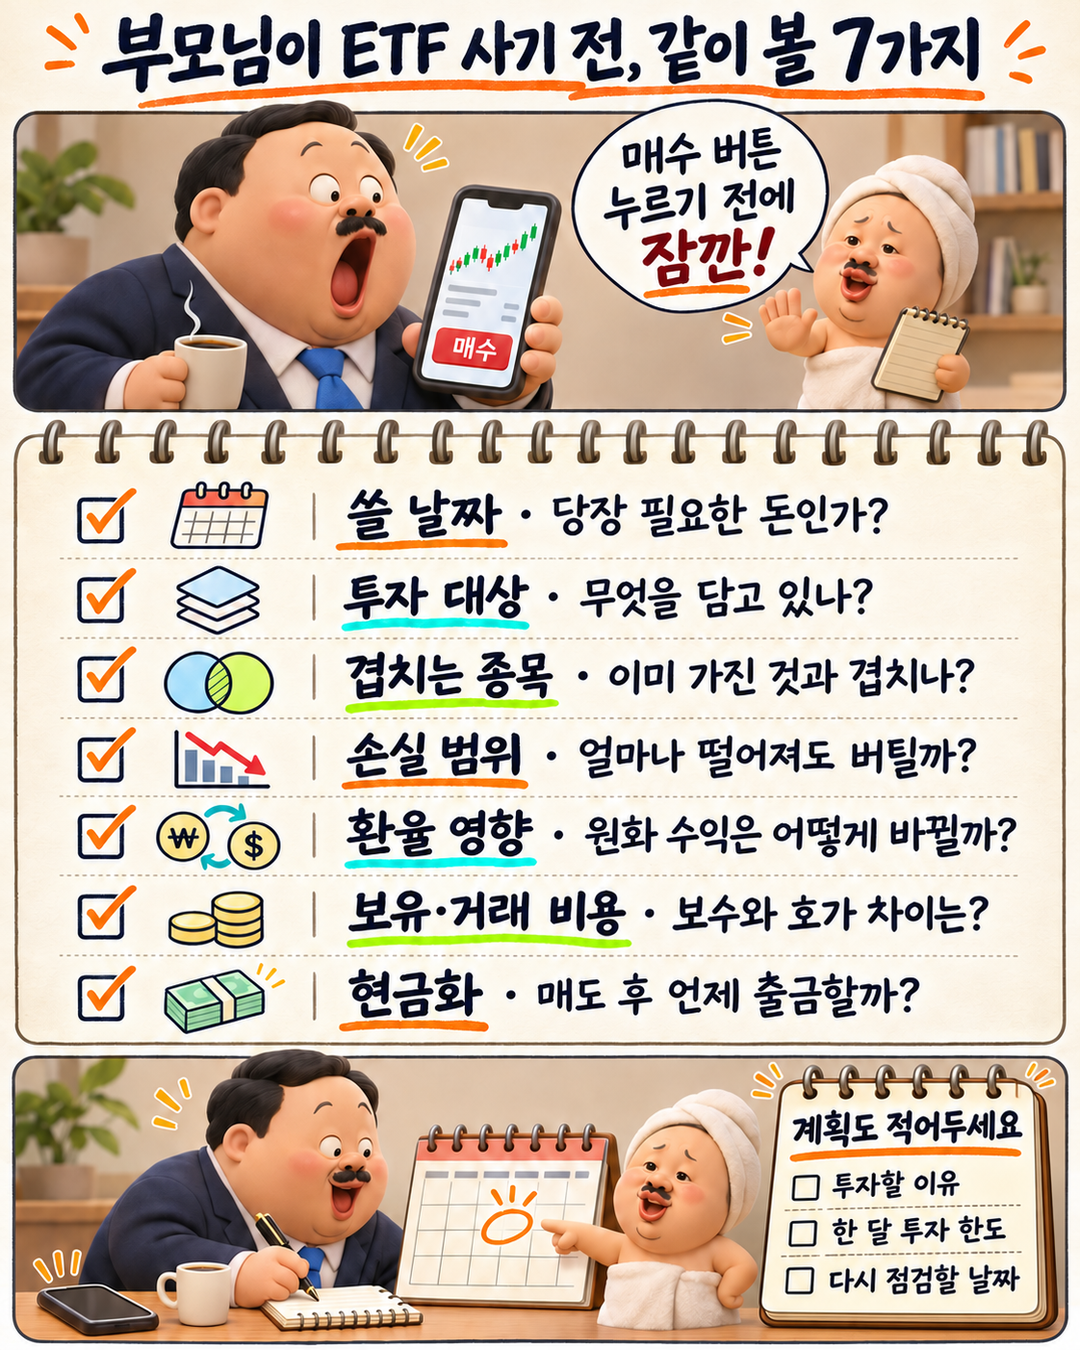 부모님이 ETF 사기 전, 같이 볼 7가지
매수 버튼
누르기 전에
잠깐!
매수
쓸 날짜 · 당장 필요한 돈인가?
투자 대상 · 무엇을 담고 있나?
겹치는 종목 · 이미 가진 것과 겹치나?
손실 범위 · 얼마나 떨어져도 버틸까?
₩ $
환율 영향 · 원화 수익은 어떻게 바뀔까?
보유·거래 비용 · 보수와 호가 차이는?
현금화 · 매도 후 언제 출금할까?
계획도 적어두세요
투자할 이유
한 달 투자 한도
다시 점검할 날짜